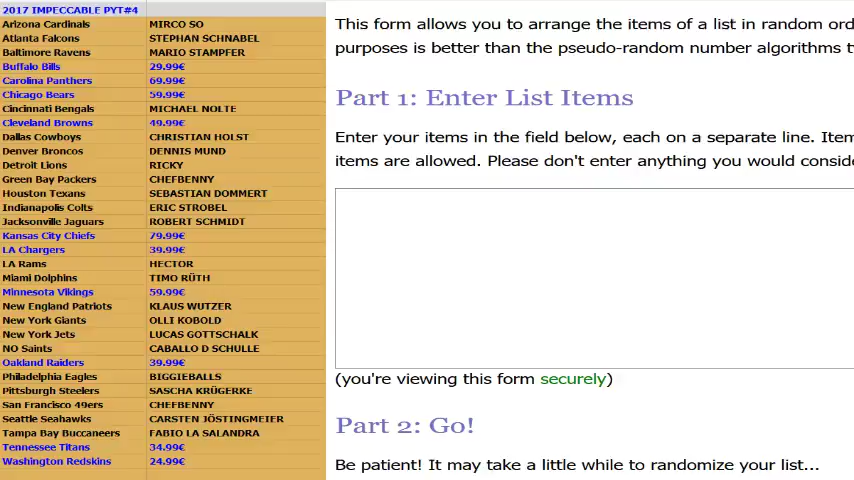 2017 IMPECCABLE PYT#4
Arizona Cardinals MIRCO SO
Atlanta Falcons STEPHAN SCHNABEL
Baltimore Ravens MARIO STAMPFER
Buffalo Bills 29.99€
Carolina Panthers 69.99€
Chicago Bears 59.99€
Cincinnati Bengals MICHAEL NOLTE
Cleveland Browns 49.99€
Dallas Cowboys CHRISTIAN HOLST
Denver Broncos DENNIS MUND
Detroit Lions RICKY
Green Bay Packers CHEFBENNY
Houston Texans SEBASTIAN DOMMERT
Indianapolis Colts ERIC STROBEL
Jacksonville Jaguars ROBERT SCHMIDT
Kansas City Chiefs 79.99€
LA Chargers 39.99€
LA Rams HECTOR
Miami Dolphins TIMO RÜTH
Minnesota Vikings 59.99€
New England Patriots KLAUS WUTZER
New York Giants OLLI KOBOLD
New York Jets LUCAS GOTTSCHALK
NO Saints CABALLO D SCHULLE
Oakland Raiders 39.99€
Philadelphia Eagles BIGGIEBALLS
Pittsburgh Steelers SASCHA KRÜGERKE
San Francisco 49ers CHEFBENNY
Seattle Seahawks CARSTEN JÖSTINGMEIER
Tampa Bay Buccaneers FABIO LA SALANDRA
Tennessee Titans 34.99€
Washington Redskins 24.99€
This form allows you to arrange the items of a list in random ord
purposes is better than the pseudo-random number algorithms t
Part 1: Enter List Items
Enter your items in the field below, each on a separate line. Item
items are allowed. Please don't enter anything you would conside
(you're viewing this form securely)
Part 2: Go!
Be patient! It may take a little while to randomize your list...